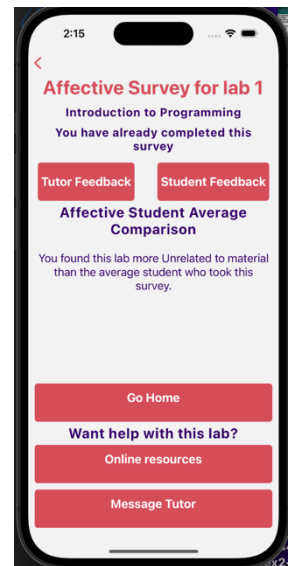 2:15
Affective Survey for lab 1
Introduction to Programming
You have already completed this
survey
Tutor Feedback
Student Feedback
Affective Student Average
Comparison
You found this lab more Unrelated to material
than the average student who took this
survey.
Go Home
Want help with this lab?
Online resources
Message Tutor